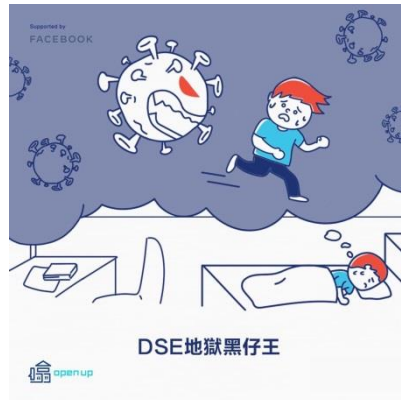 Supported by
FACEBOOK
DSE地獄黑仔王
open up